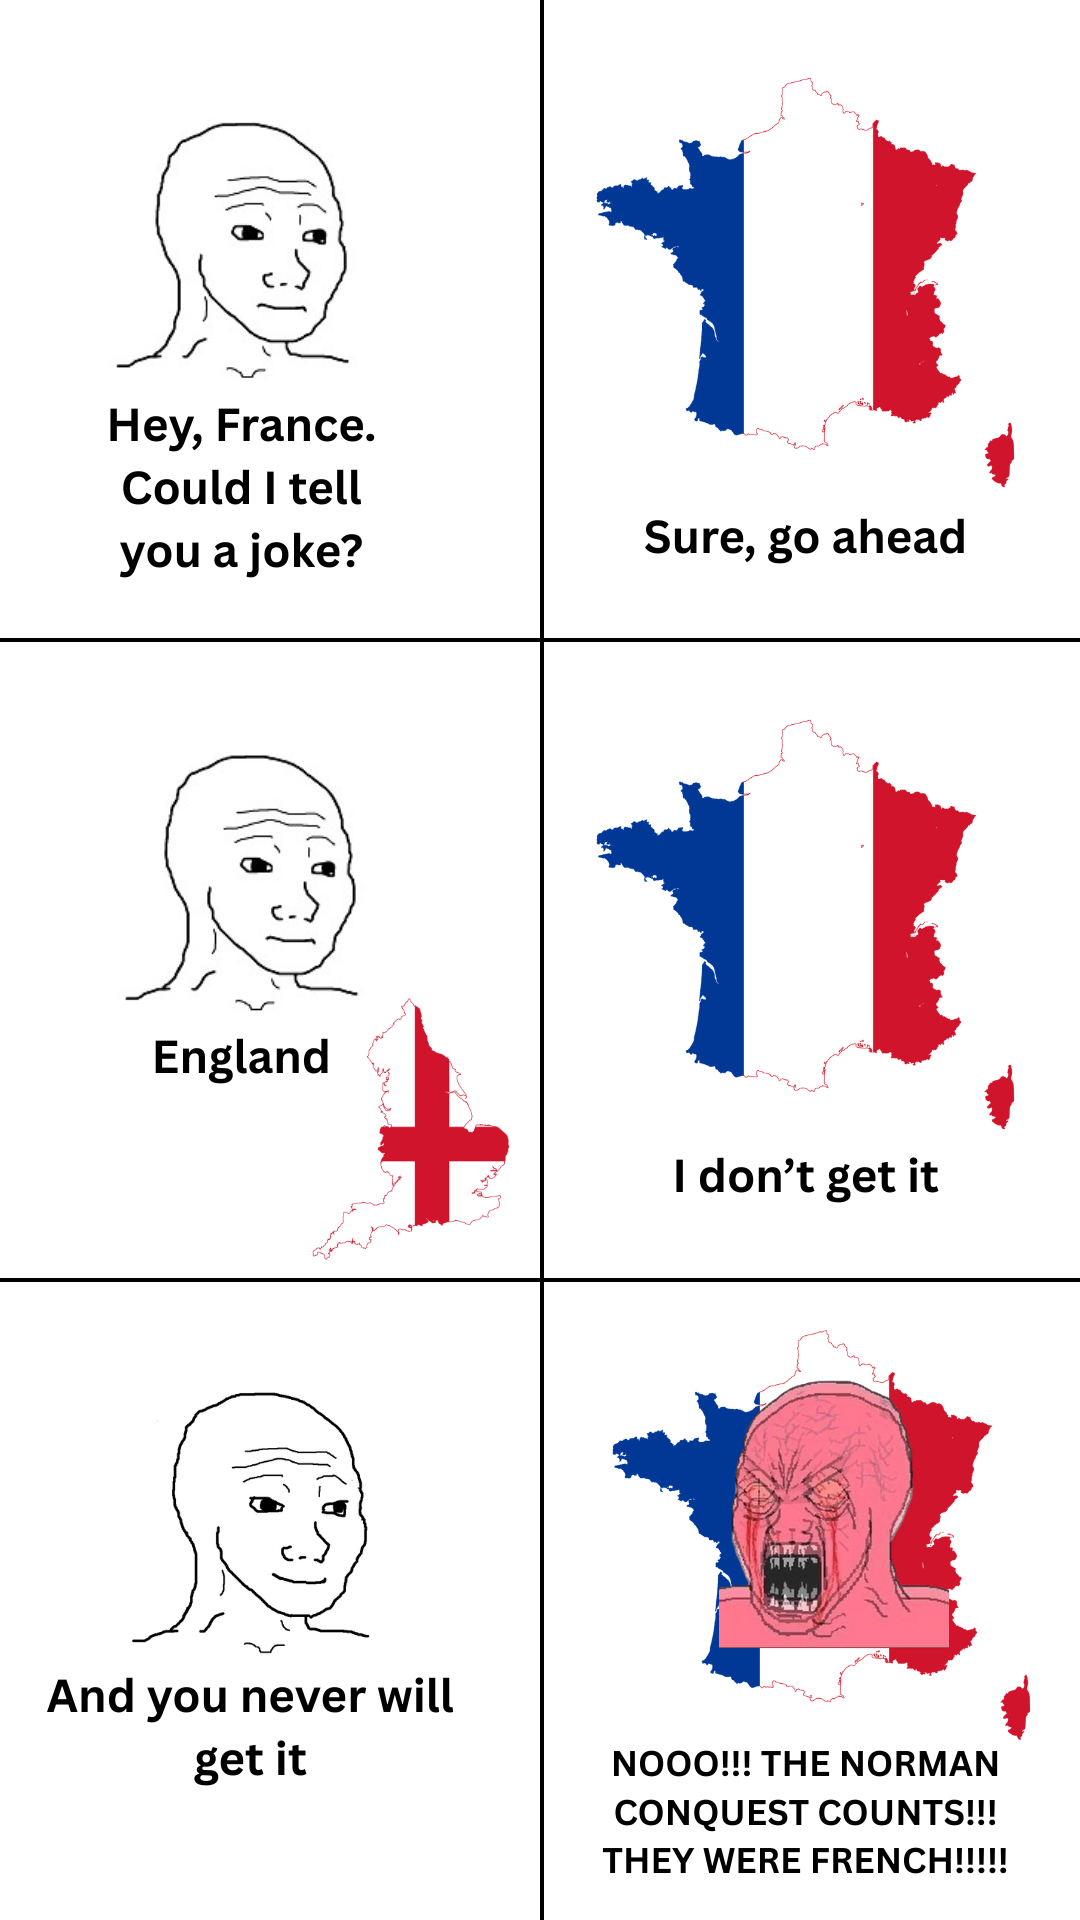 Hey, France.
Could I tell
you a joke?
Sure, go ahead
England
I don’t get it
And you never will
get it
NOOO!!! THE NORMAN
CONQUEST COUNTS!!!
THEY WERE FRENCH!!!!!